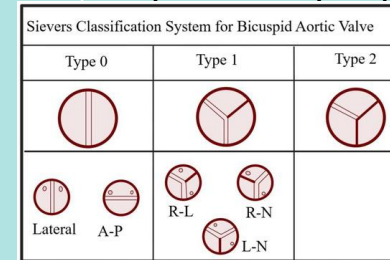 Sievers Classification System for Bicuspid Aortic Valve
Type 0 Type 1 Type 2
Lateral A-P R-L R-N
L-N